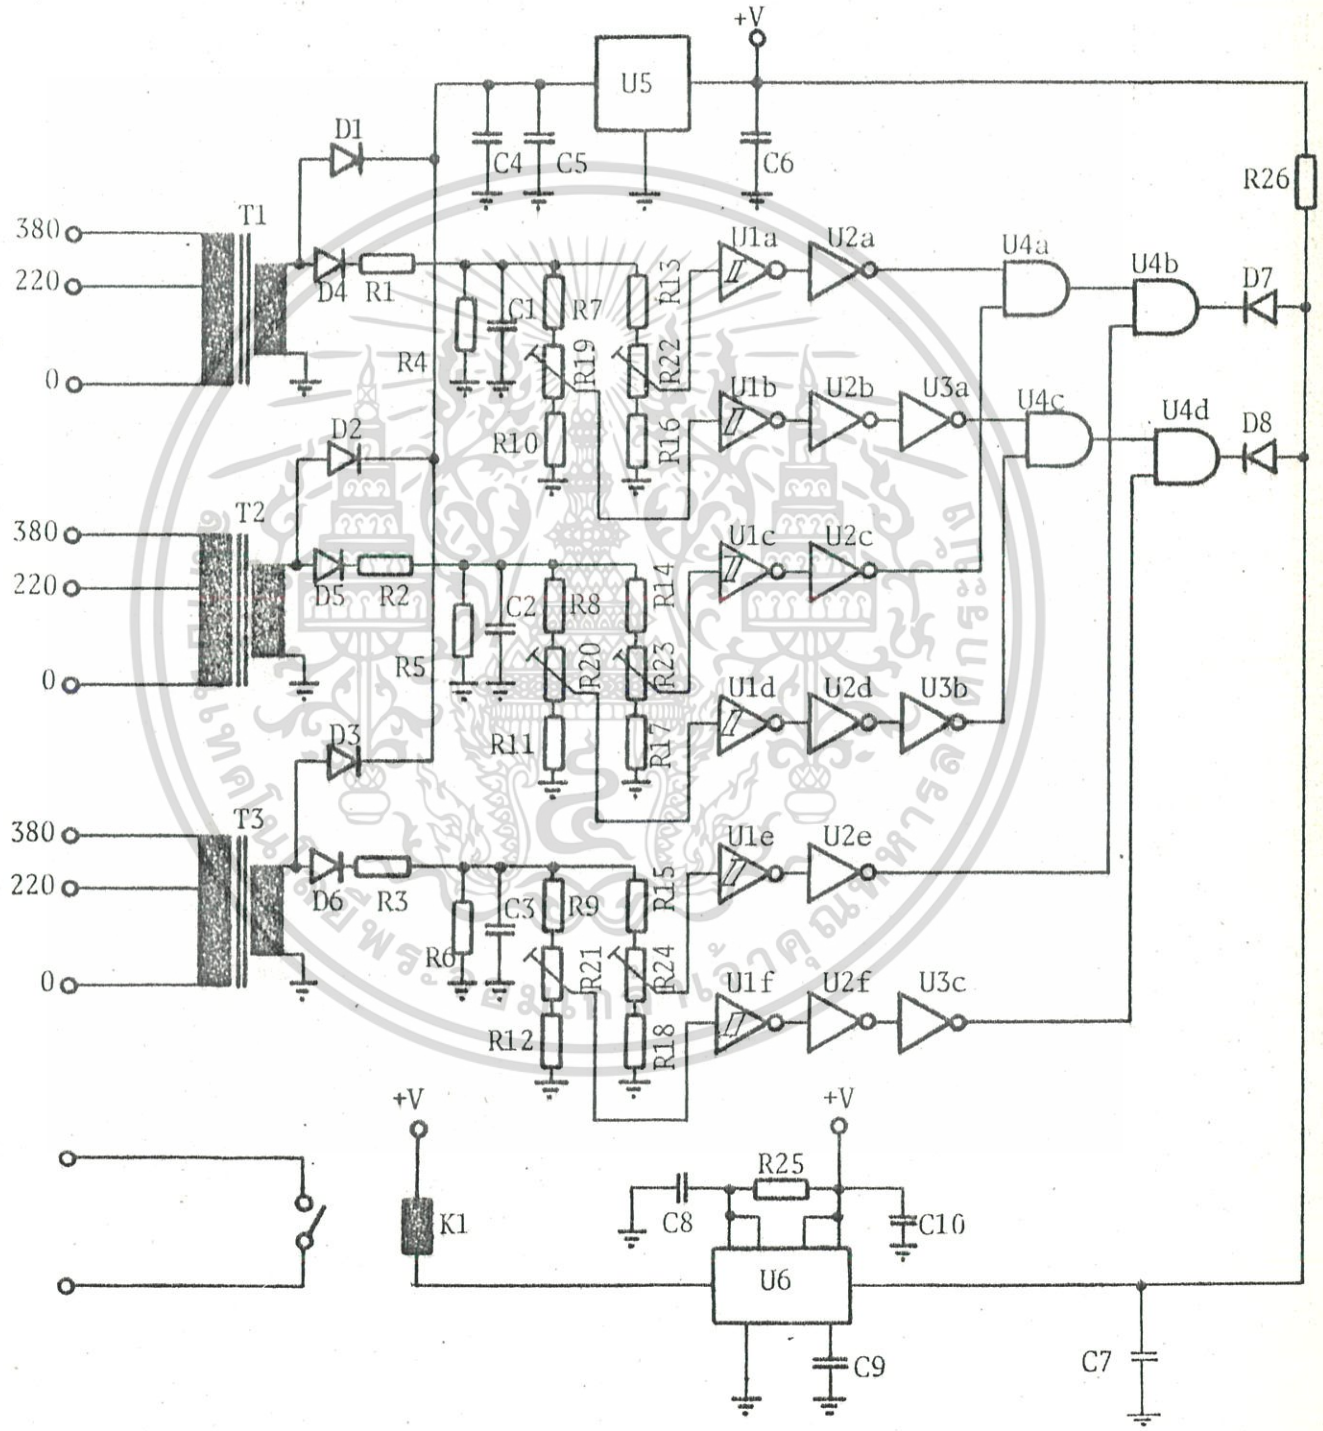 +V
U5
D1
C4
C5
C6
R26
T1
380
220
0
D4
R1
R4
C1
R7
R13
R19
R22
R10
R16
U1a
U2a
U4a
U4b
D7
U1b
U2b
U3a
U4c
U4d
D8
D2
T2
380
220
0
D5
R2
R5
C2
R8
R14
R20
R23
R11
R17
U1c
U2c
U1d
U2d
U3b
D3
T3
380
220
0
D6
R3
R6
C3
R9
R15
R21
R24
R12
R18
U1e
U2e
U1f
U2f
U3c
+V
K1
+V
R25
C8
C10
U6
C9
C7